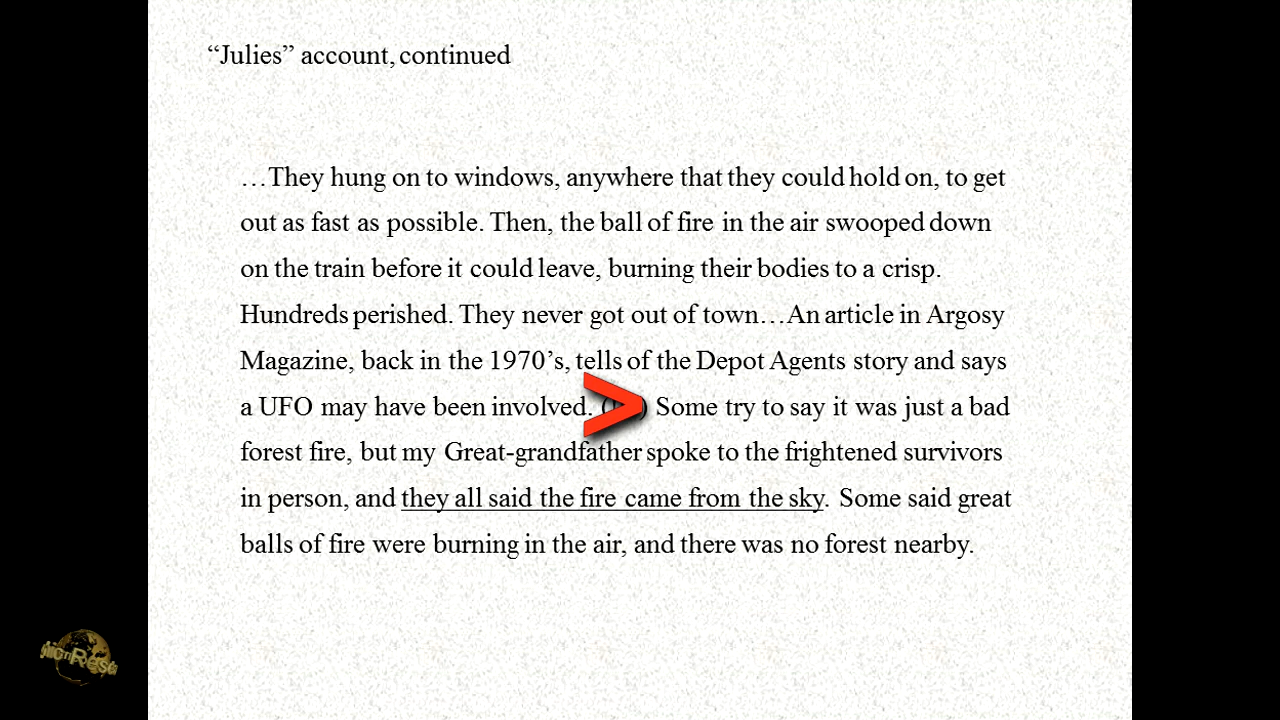 “Julies” account, continued
…They hung on to windows, anywhere that they could hold on, to get
out as fast as possible. Then, the ball of fire in the air swooped down
on the train before it could leave, burning their bodies to a crisp.
Hundreds perished. They never got out of town…An article in Argosy
Magazine, back in the 1970’s, tells of the Depot Agents story and says
a UFO may have been involved. Some try to say it was just a bad
forest fire, but my Great-grandfather spoke to the frightened survivors
in person, and they all said the fire came from the sky. Some said great
balls of fire were burning in the air, and there was no forest nearby.